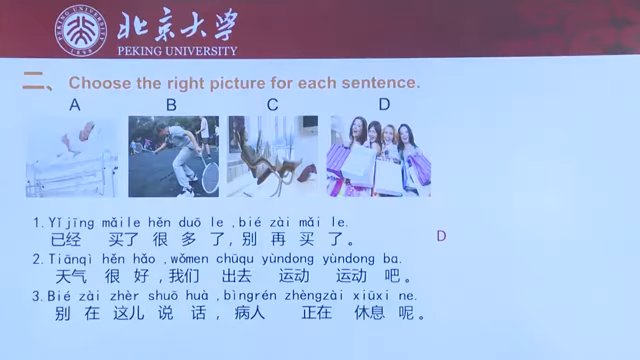 北京大学
PEKING UNIVERSITY
二、Choose the right picture for each sentence.
A B C D
1. Yǐjīng mǎile hěn duō le ,bié zài mǎi le.
已经 买了 很 多 了, 别 再 买 了 。 D
2. Tiānqì hěn hǎo ,wǒmen chūqu yùndong yùndong ba.
天气 很 好 , 我们 出去 运动 运动 吧 。
3. Bié zài zhèr shuō huà ,bìngrén zhèngzài xiūxi ne.
别 在 这儿 说 话 , 病人 正在 休息 呢 。